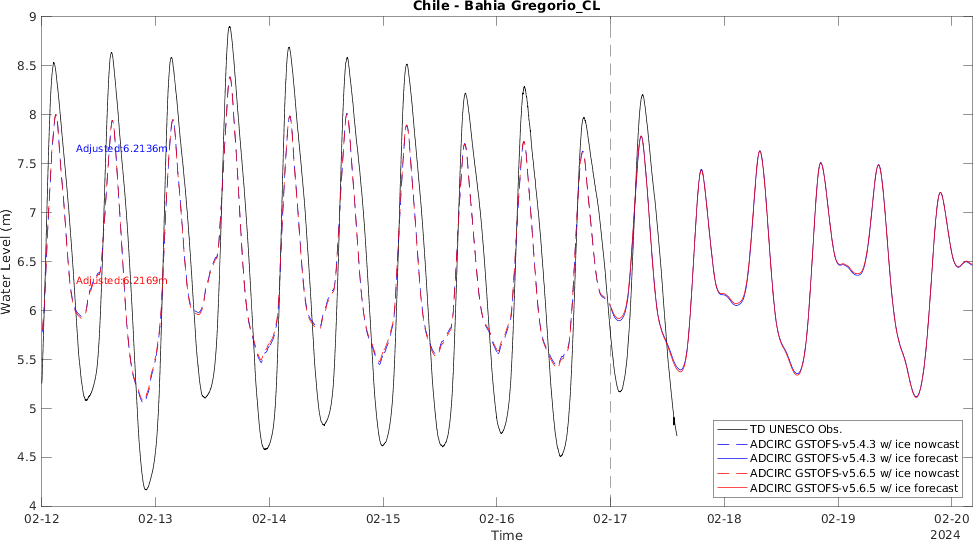 Chile - Bahia Gregorio_CL
Water Level (m)
9
8.5
8
7.5
7
6.5
6
5.5
5
4.5
4
Adjusted:6.2136m
Adjusted:6.2169m
TD UNESCO Obs.
ADCIRC GSTOFS-v5.4.3 w/ ice nowcast
ADCIRC GSTOFS-v5.4.3 w/ ice forecast
ADCIRC GSTOFS-v5.6.5 w/ ice nowcast
ADCIRC GSTOFS-v5.6.5 w/ ice forecast
02-12 02-13 02-14 02-15 02-16 02-17 02-18 02-19 02-20
2024
Time